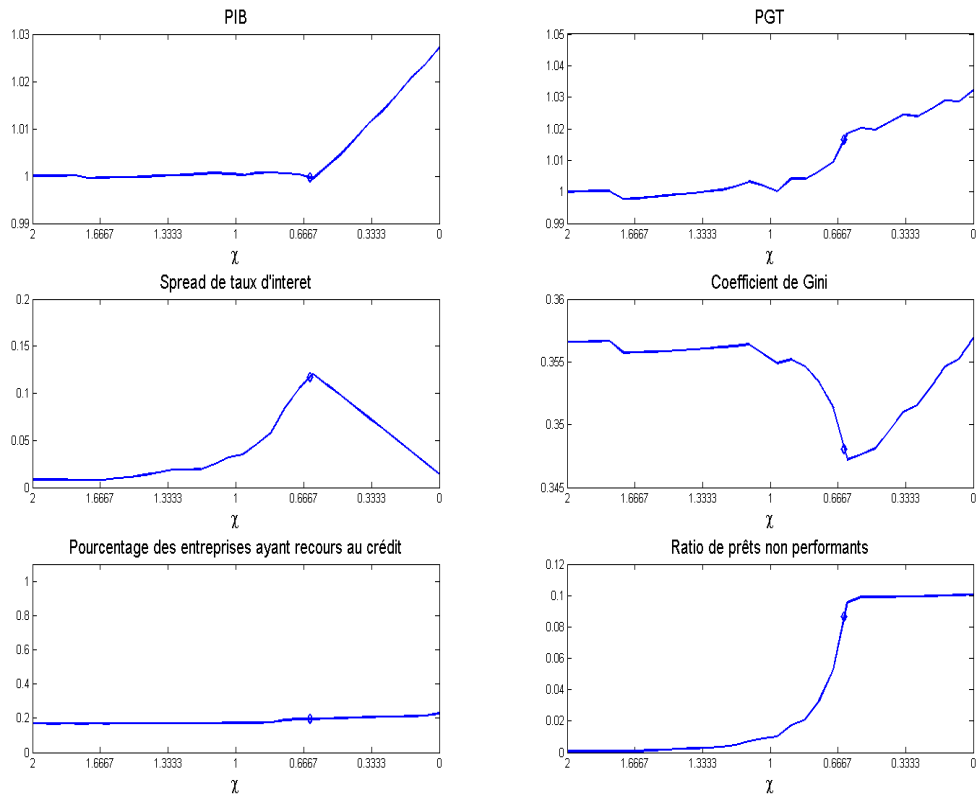 PIB
1.03
1.02
1.01
1
0.99
2 1.6667 1.3333 1 0.6667 0.3333 0
χ
PGT
1.05
1.04
1.03
1.02
1.01
1
0.99
2 1.6667 1.3333 1 0.6667 0.3333 0
χ
Spread de taux d'interet
0.2
0.15
0.1
0.05
0
2 1.6667 1.3333 1 0.6667 0.3333 0
χ
Coefficient de Gini
0.36
0.355
0.35
0.345
2 1.6667 1.3333 1 0.6667 0.3333 0
χ
Pourcentage des entreprises ayant recours au crédit
1
0.8
0.6
0.4
0.2
0
2 1.6667 1.3333 1 0.6667 0.3333 0
χ
Ratio de prêts non performants
0.12
0.1
0.08
0.06
0.04
0.02
0
2 1.6667 1.3333 1 0.6667 0.3333 0
χ